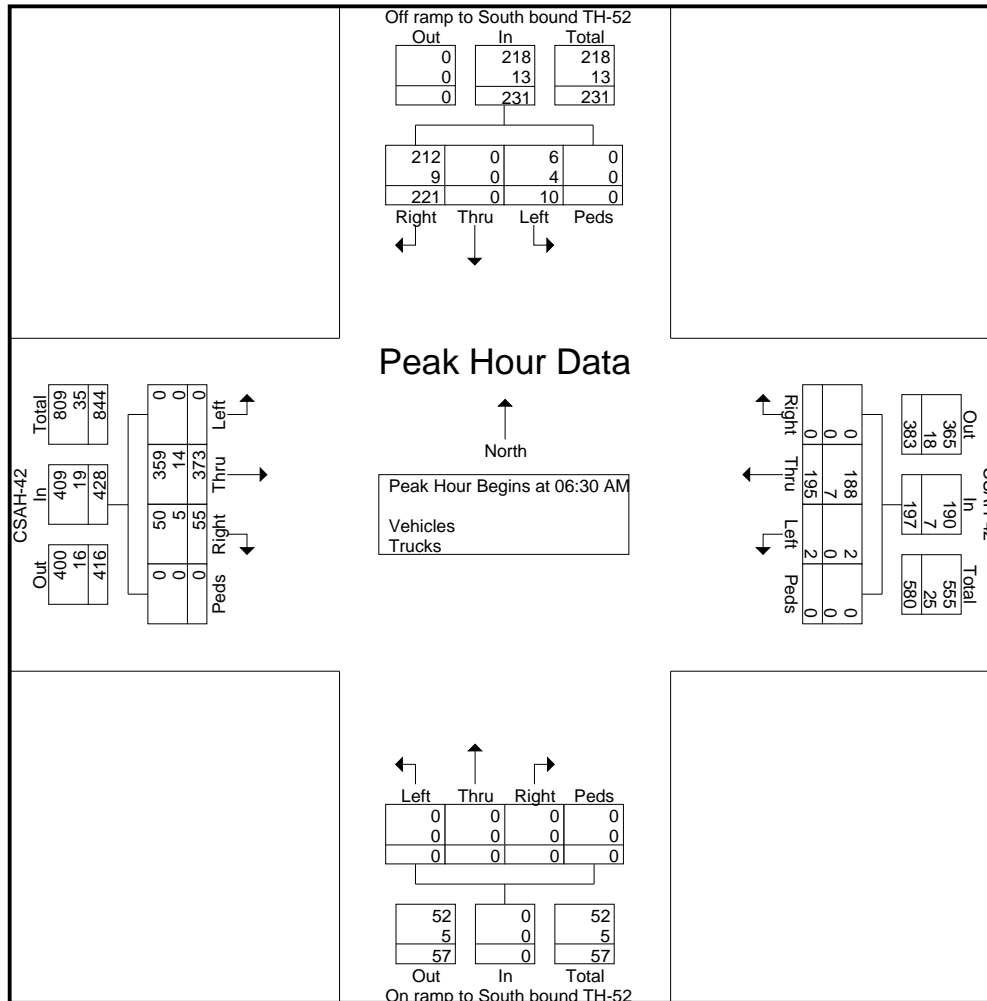 Off ramp to South bound TH-52
Out In Total
0 218 218
0 13 13
0 231 231
212 0 6 0
9 0 4 0
221 0 10 0
Right Thru Left Peds
Peak Hour Data
North
Peak Hour Begins at 06:30 AM
Vehicles
Trucks
CSAH-42
Out In Total
400 409 809
16 19 35
416 428 844
0 50 359 0
0 5 14 0
0 55 373 0
Peds Right Thru Left
Right Thru Left Peds
0 188 2 0
0 7 0 0
0 195 2 0
Out In Total
365 190 555
18 7 25
383 197 580
Left Thru Right Peds
0 0 0 0
0 0 0 0
0 0 0 0
52 0 52
5 0 5
57 0 57
Out In Total
On ramp to South bound TH-52